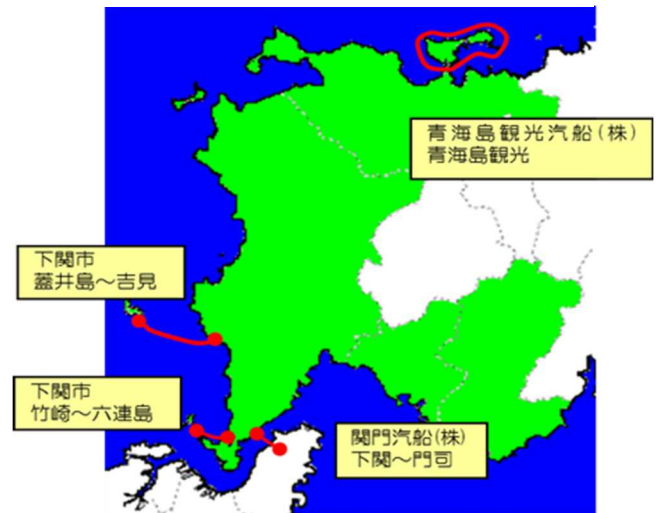 青海島観光汽船(株)
青海島観光
下関市
蓋井島～吉見
下関市
竹崎～六連島
関門汽船(株)
下関～門司